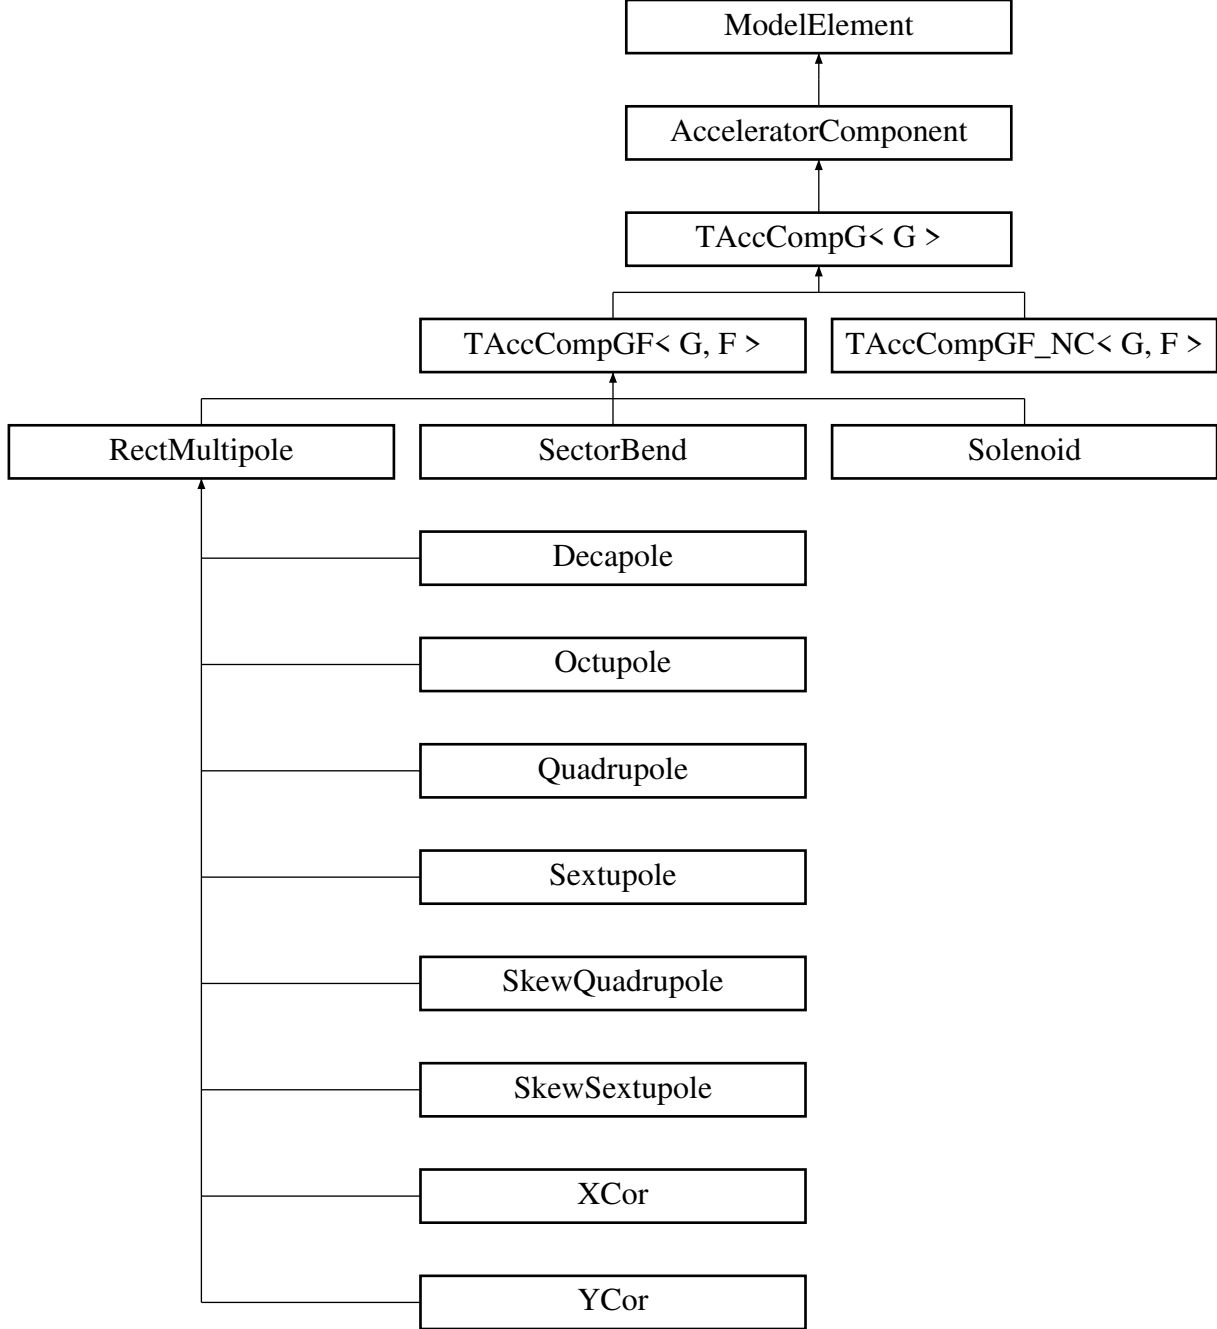 ModelElement
AcceleratorComponent
TAccCompG< G >
TAccCompGF< G, F >
TAccCompGF_NC< G, F >
RectMultipole
SectorBend
Solenoid
Decapole
Octupole
Quadrupole
Sextupole
SkewQuadrupole
SkewSextupole
XCor
YCor